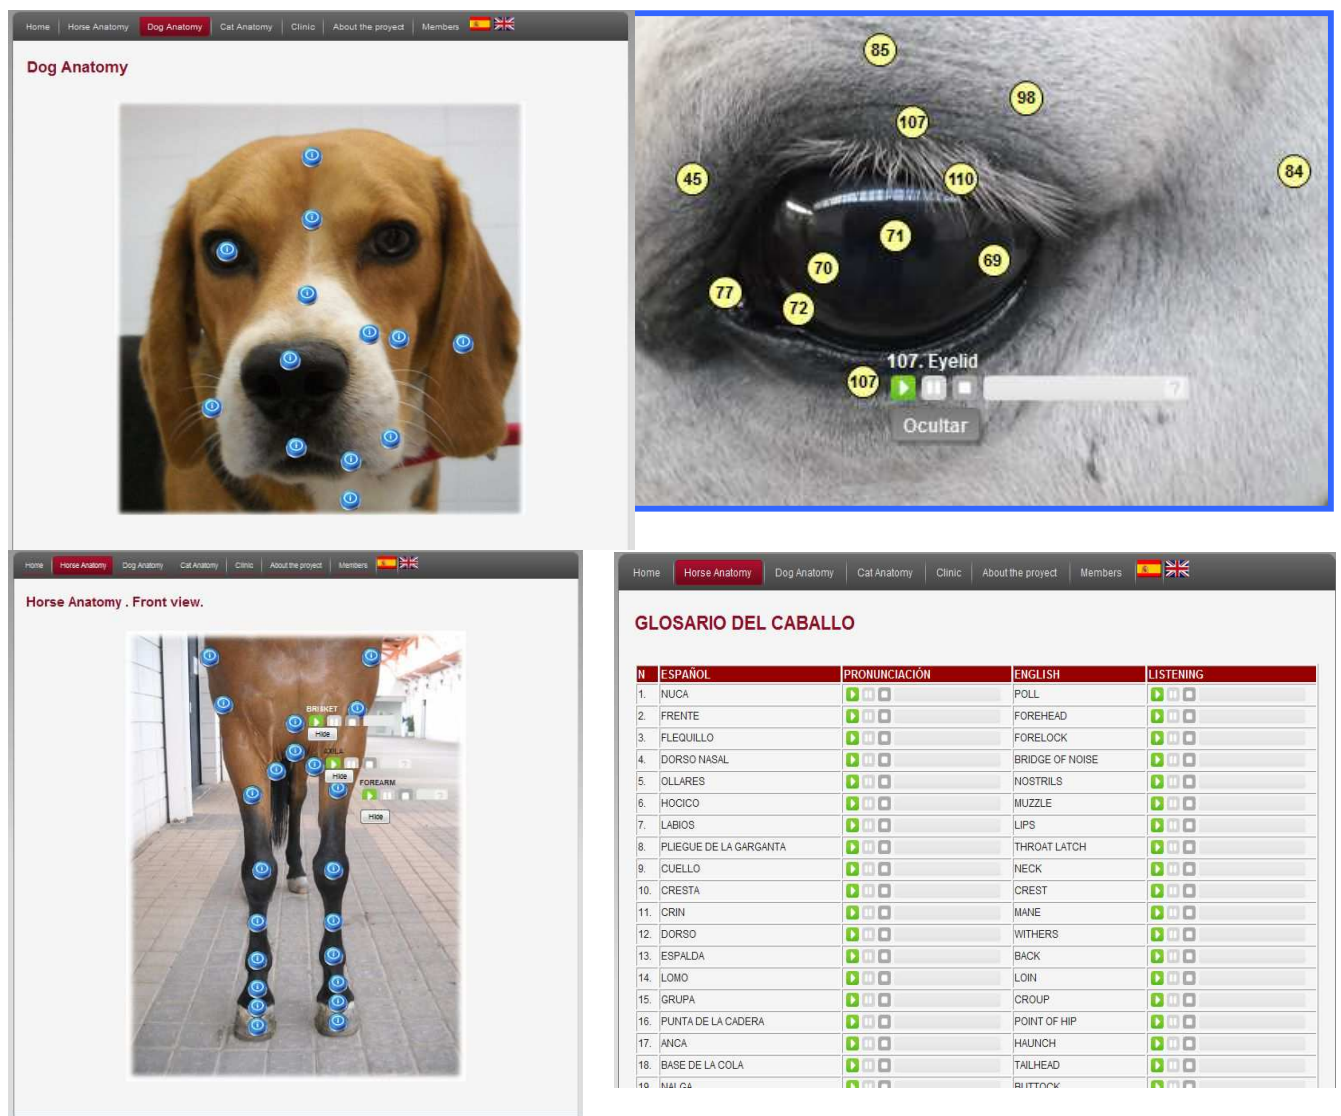 Home Horse Anatomy Dog Anatomy Cat Anatomy Clinic About the proyect Members
Dog Anatomy
85
98
107
45
110
84
71
70
69
77
72
107. Eyelid
107
?
Ocultar
Home Horse Anatomy Dog Anatomy Cat Anatomy Clinic About the proyect Members
Horse Anatomy . Front view.
BRISKET
Hide
AXILA
?
Hide
FOREARM
?
Hide
Home Horse Anatomy Dog Anatomy Cat Anatomy Clinic About the proyect Members
GLOSARIO DEL CABALLO
N ESPAÑOL PRONUNCIACIÓN ENGLISH LISTENING
1. NUCA POLL
2. FRENTE FOREHEAD
3. FLEQUILLO FORELOCK
4. DORSO NASAL BRIDGE OF NOISE
5. OLLARES NOSTRILS
6. HOCICO MUZZLE
7. LABIOS LIPS
8. PLIEGUE DE LA GARGANTA THROAT LATCH
9. CUELLO NECK
10. CRESTA CREST
11. CRIN MANE
12. DORSO WITHERS
13. ESPALDA BACK
14. LOMO LOIN
15. GRUPA CROUP
16. PUNTA DE LA CADERA POINT OF HIP
17. ANCA HAUNCH
18. BASE DE LA COLA TAILHEAD
19. NALGA BUTTOCK